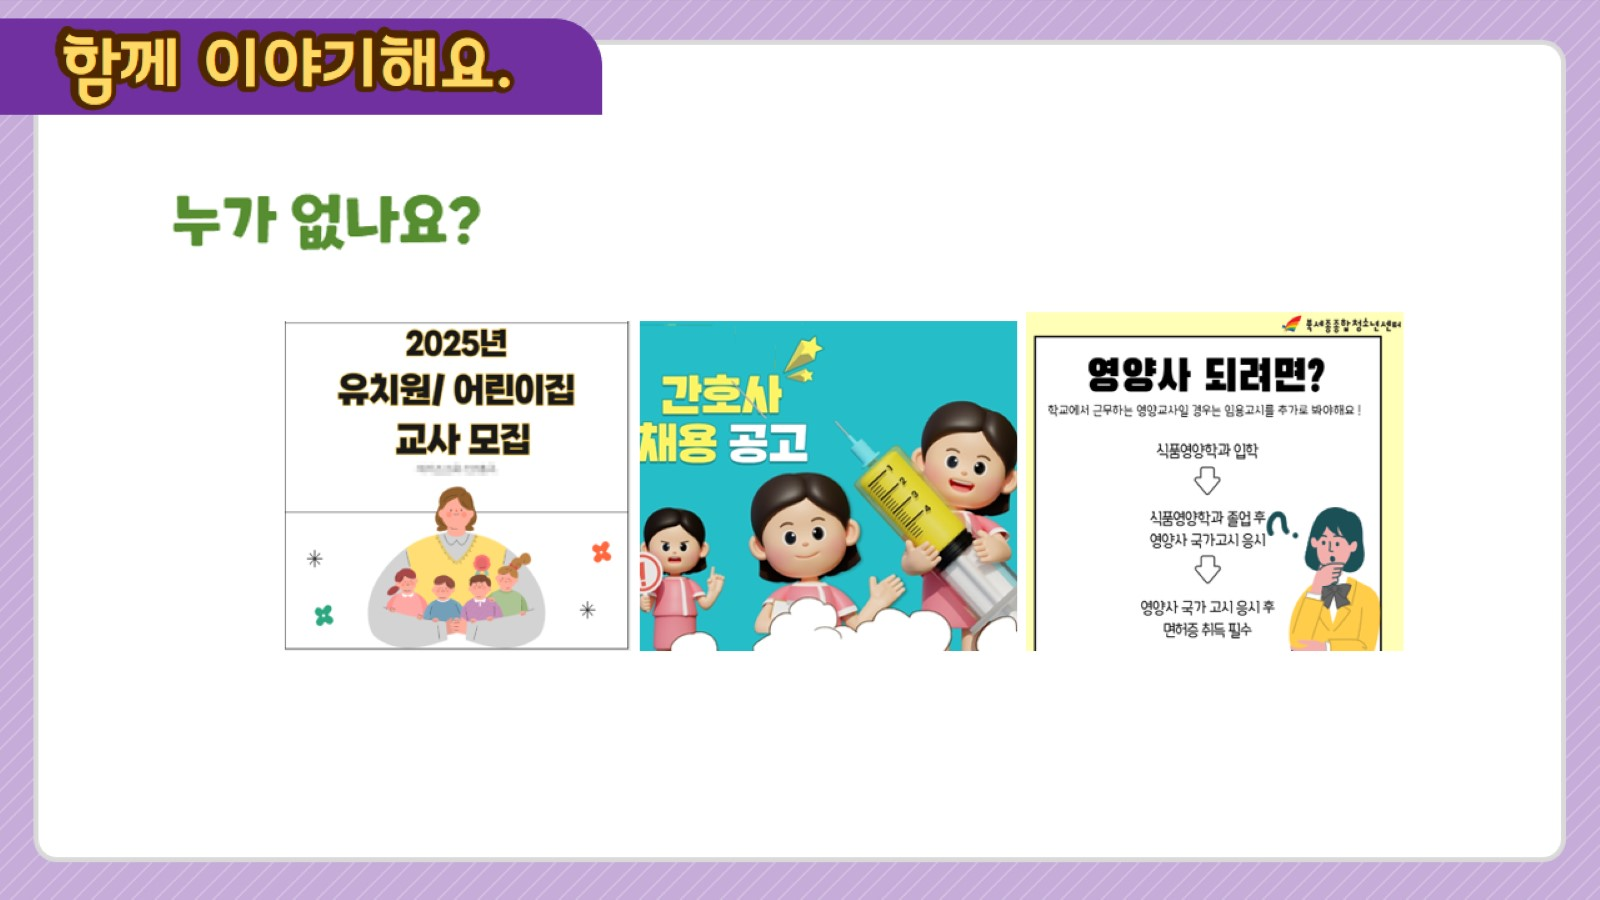 함께 이야기해요.
누가 없나요?
2025년
유치원/ 어린이집
교사 모집
간호사
채용 공고
북세종종합청소년센터
영양사 되려면?
학교에서 근무하는 영양교사일 경우는 임용고시를 추가로 봐야해요 !
식품영양학과 입학
식품영양학과 졸업 후
영양사 국가고시 응시
영양사 국가 고시 응시 후
면허증 취득 필수